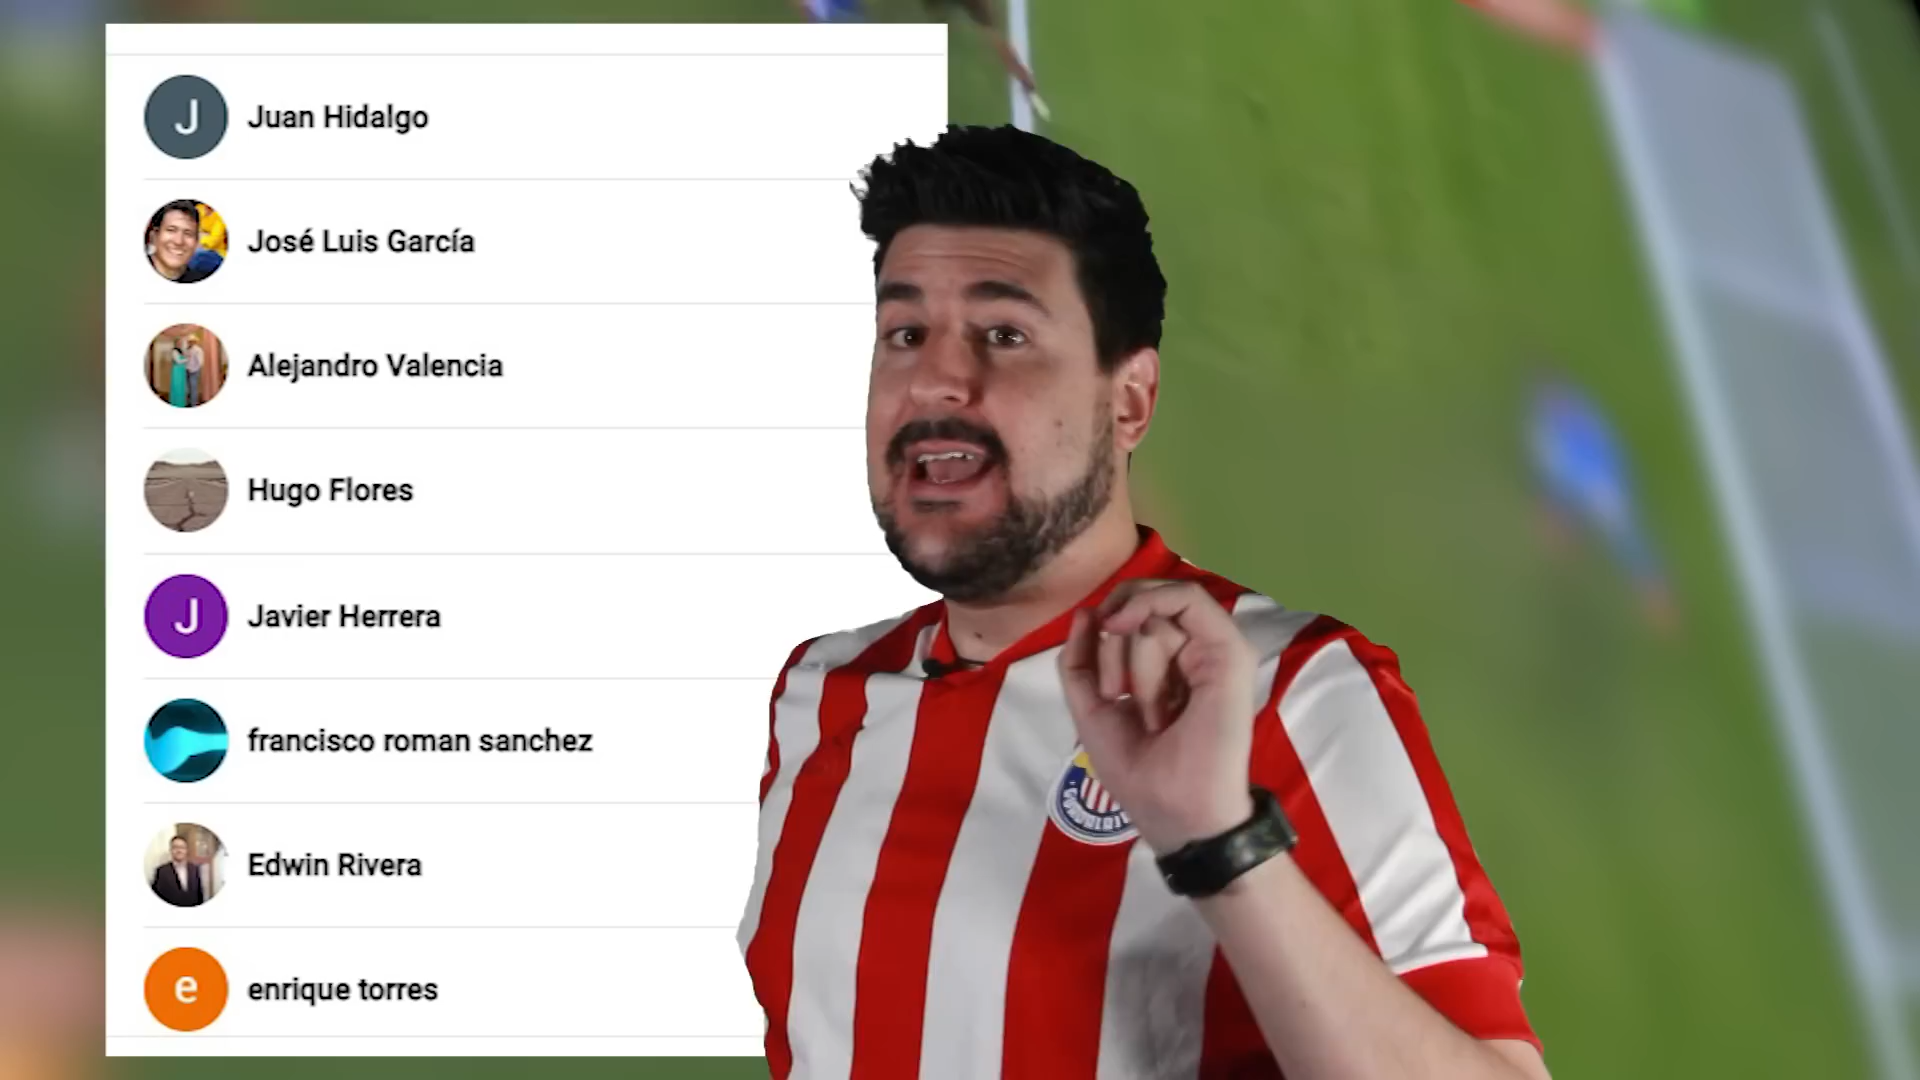 J Juan Hidalgo
José Luis García
Alejandro Valencia
Hugo Flores
J Javier Herrera
francisco roman sanchez
Edwin Rivera
e enrique torres